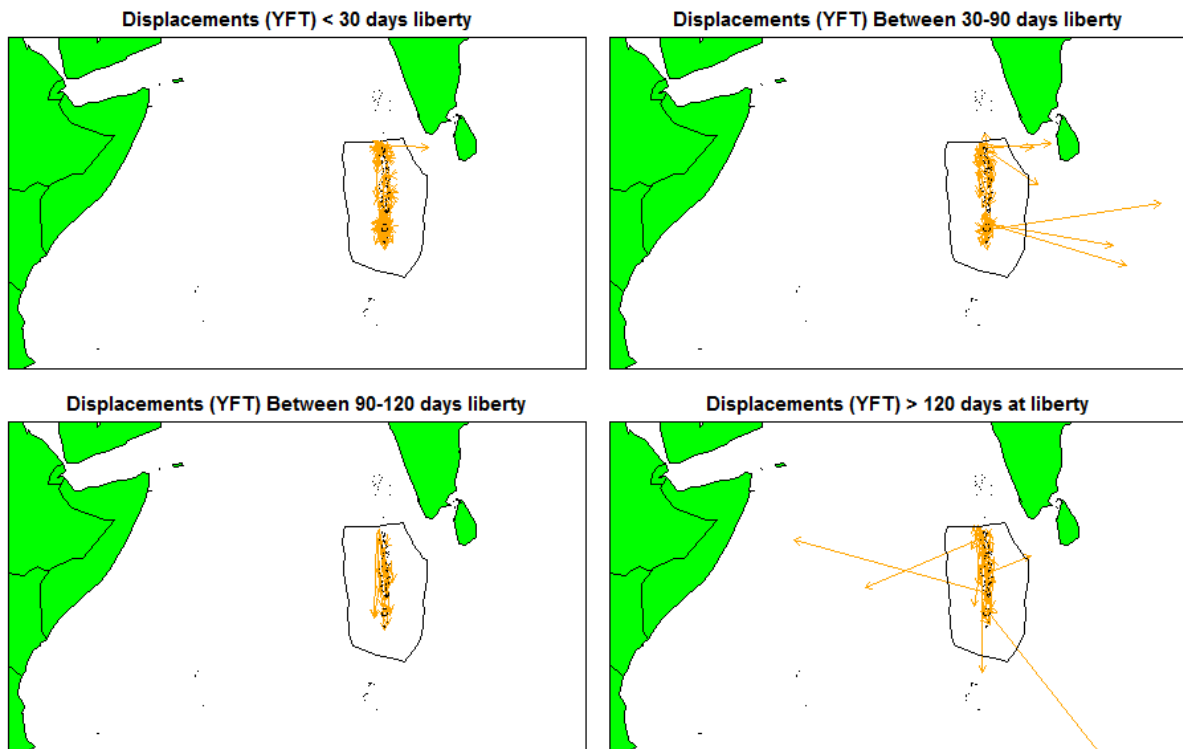 Displacements (YFT) < 30 days liberty
Displacements (YFT) Between 30-90 days liberty
Displacements (YFT) Between 90-120 days liberty
Displacements (YFT) > 120 days at liberty